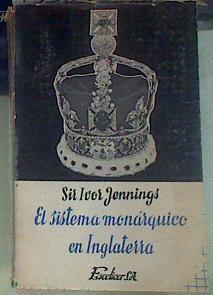 Sir Ivor Jennings
El sistema monárquico
en Inglaterra
Escelicer S.A